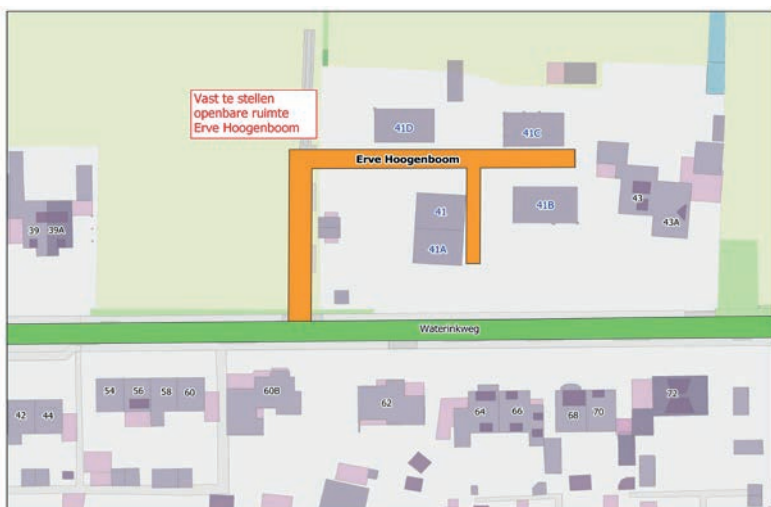 Vast te stellen
openbare ruimte
Erve Hoogenboom
41D
41C
Erve Hoogenboom
39 39A
41
41A
41B
43
43A
Waterinkweg
42 44
54 56 58 60
60B
62
64 66
68 70
72